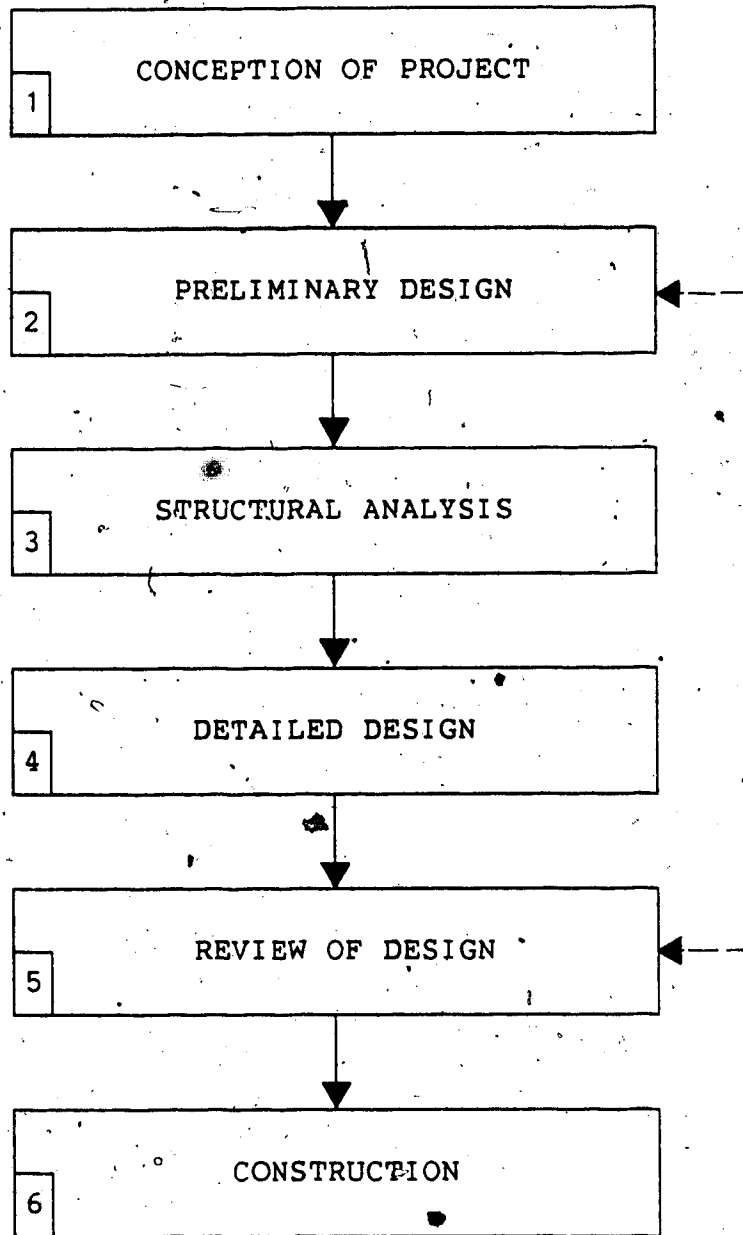 CONCEPTION OF PROJECT
1
PRELIMINARY DESIGN
2
STRUCTURAL ANALYSIS
3
DETAILED DESIGN
4
REVIEW OF DESIGN
5
CONSTRUCTION
6